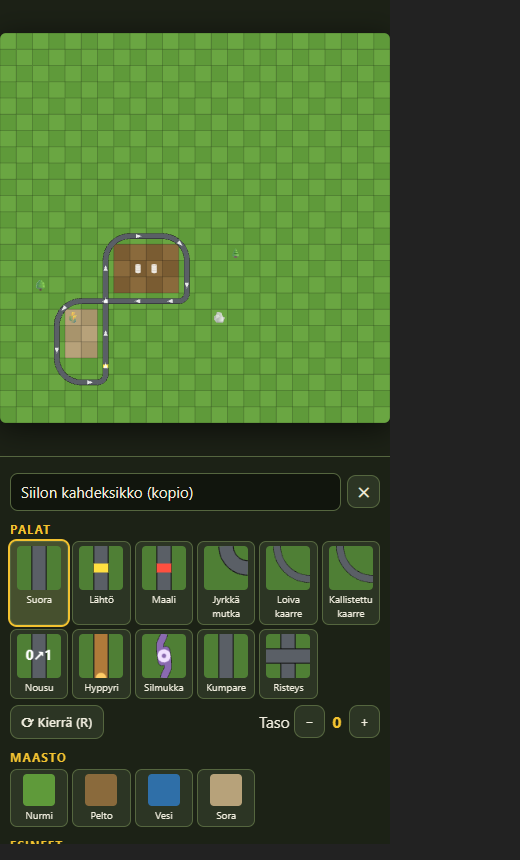 Siilon kahdeksikko (kopio)
✕
PALAT
Suora
Lähtö
Maali
Jyrkkä mutka
Loiva kaarre
Kallistettu kaarre
0↗1
Nousu
Hyppyri
Silmukka
Kumpare
Risteys
⟳ Kierrä (R)
Taso − 0 +
MAASTO
Nurmi
Pelto
Vesi
Sora
ESINEET